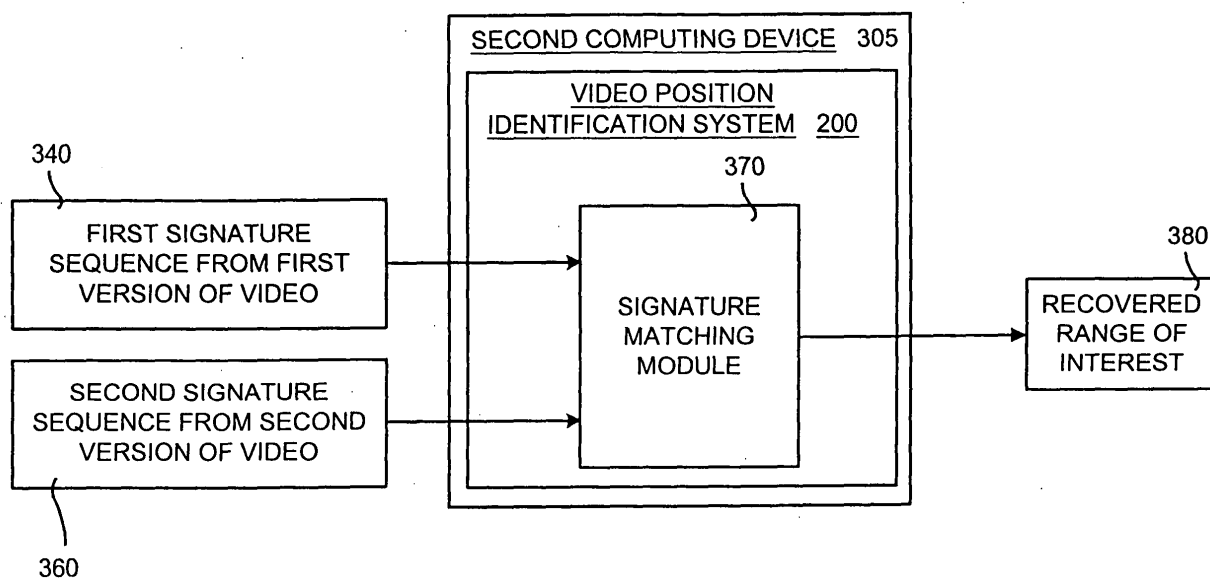 SECOND COMPUTING DEVICE 305
VIDEO POSITION
IDENTIFICATION SYSTEM 200
340
370
FIRST SIGNATURE
SEQUENCE FROM FIRST
VERSION OF VIDEO
SIGNATURE
MATCHING
MODULE
380
RECOVERED
RANGE OF
INTEREST
SECOND SIGNATURE
SEQUENCE FROM SECOND
VERSION OF VIDEO
360